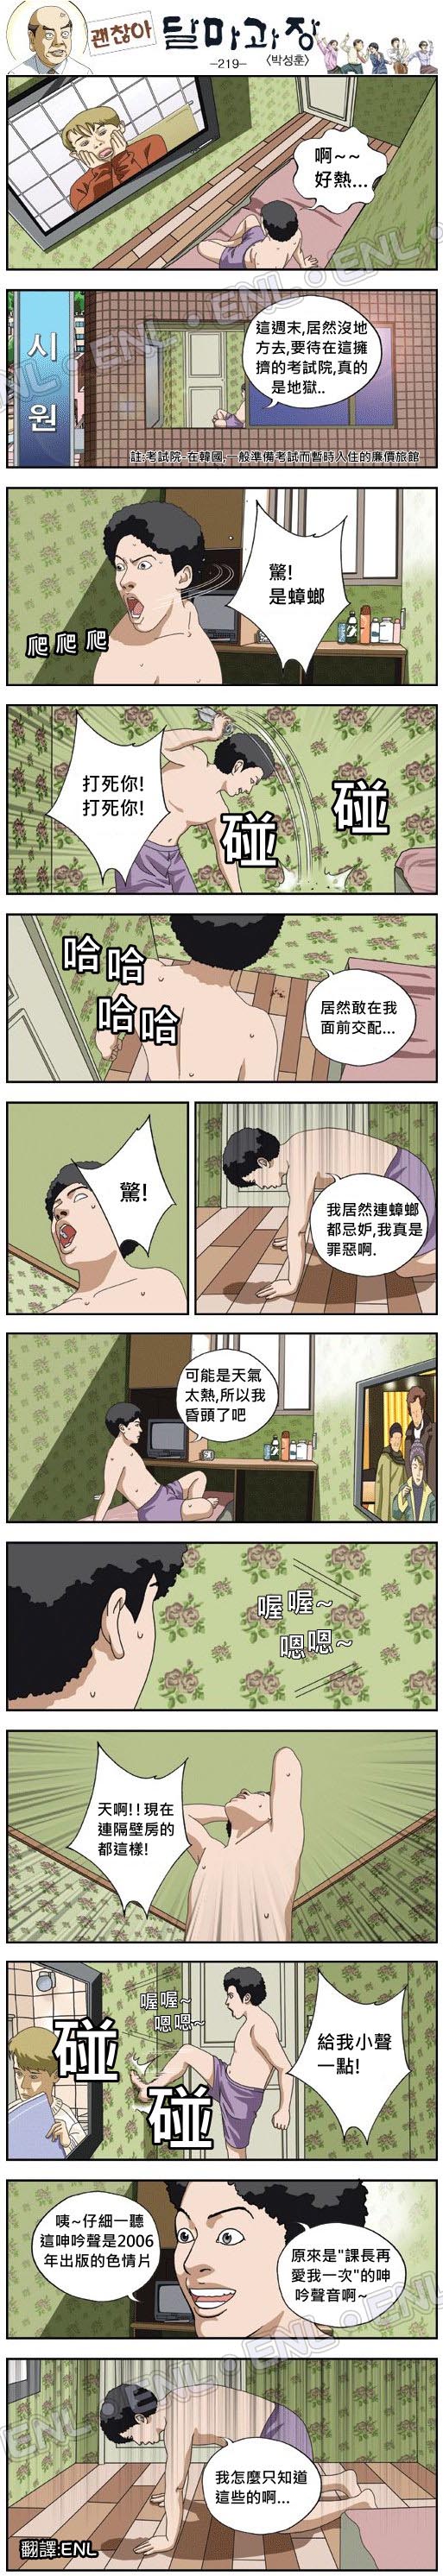 괜찮아
달마과장
-219-
〈박성훈〉
啊~~
好熱...
시
원
這週末,居然沒地
方去,要待在這擁
擠的考試院,真的
是地獄..
註:考試院-在韓國,一般準備考試而暫時入住的廉價旅館
驚!
是蟑螂
爬爬爬
打死你!
打死你!
碰
碰
哈哈
哈哈
居然敢在我
面前交配...
驚!
我居然連蟑螂
都忌妒,我真是
罪惡啊.
可能是天氣
太熱,所以我
昏頭了吧
喔喔~
嗯嗯~
天啊!!現在
連隔壁房的
都這樣!
喔喔~
嗯嗯~
碰
碰
給我小聲
一點!
咦~仔細一聽
這呻吟聲是2006
年出版的色情片
原來是"課長再
愛我一次"的呻
吟聲音啊~
我怎麼只知道
這些的啊...
翻譯:ENL
ENL